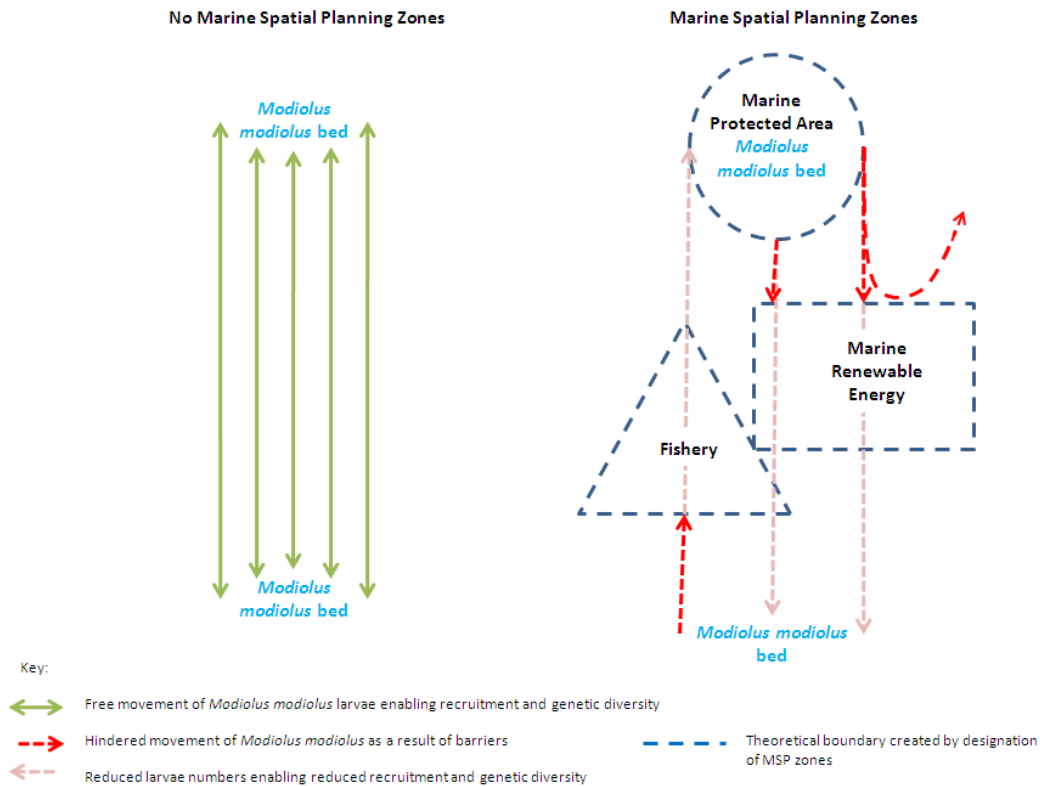 No Marine Spatial Planning Zones
Marine Spatial Planning Zones
Modiolus
modiolus bed
Modiolus
modiolus bed
Marine
Protected Area
Modiolus
modiolus bed
Marine
Renewable
Energy
Fishery
Modiolus modiolus
bed
Key:
Free movement of Modiolus modiolus larvae enabling recruitment and genetic diversity
Hindered movement of Modiolus modiolus as a result of barriers
Reduced larvae numbers enabling reduced recruitment and genetic diversity
Theoretical boundary created by designation
of MSP zones